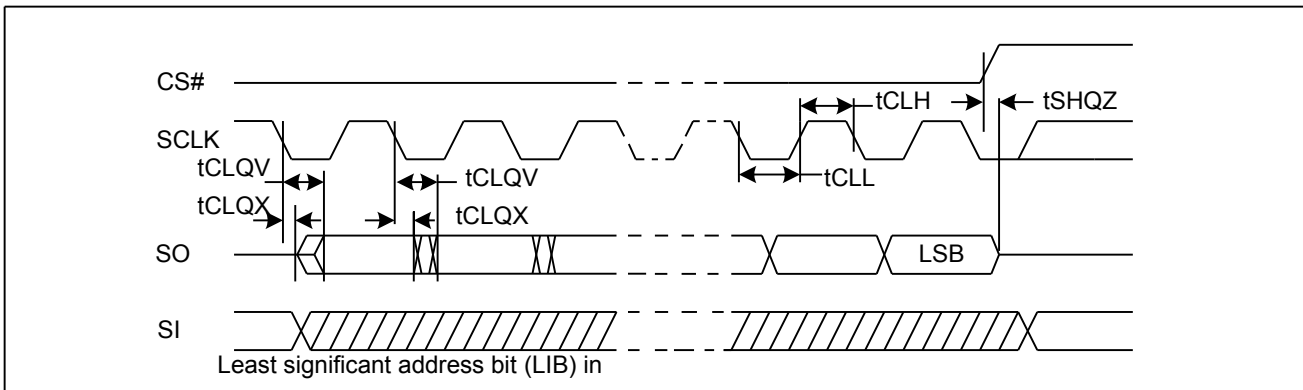 CS#
tCLH
tSHQZ
SCLK
tCLQV
tCLQV
tCLL
tCLQX
tCLQX
SO
LSB
SI
Least significant address bit (LIB) in